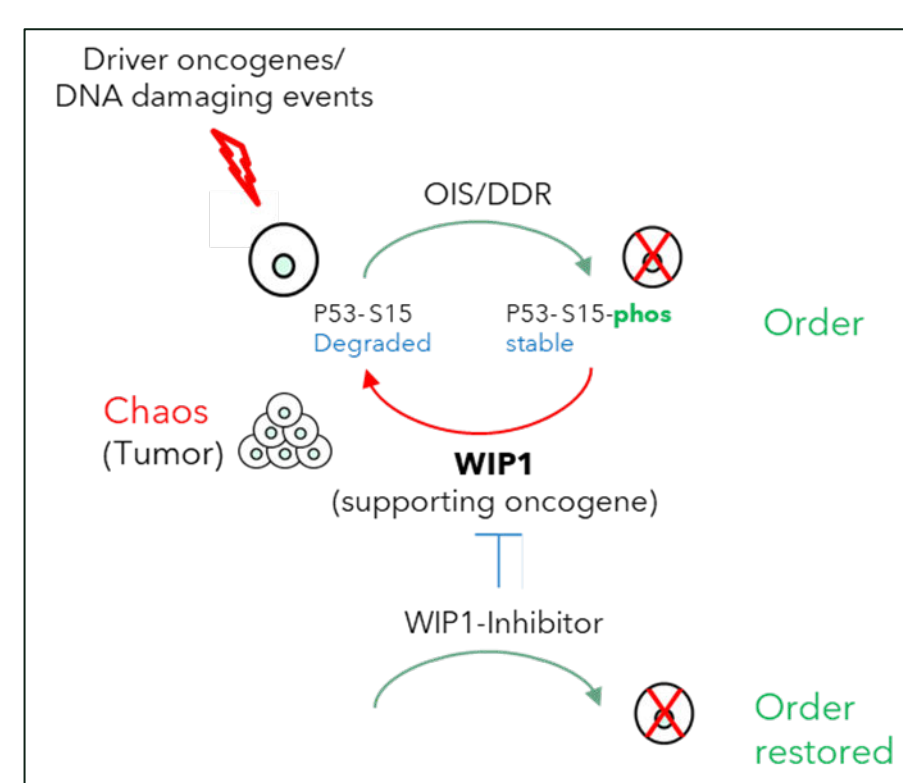 Driver oncogenes/
DNA damaging events
OIS/DDR
P53-S15
Degraded
P53-S15-phos
stable
Order
Chaos
(Tumor)
WIP1
(supporting oncogene)
WIP1-Inhibitor
Order
restored